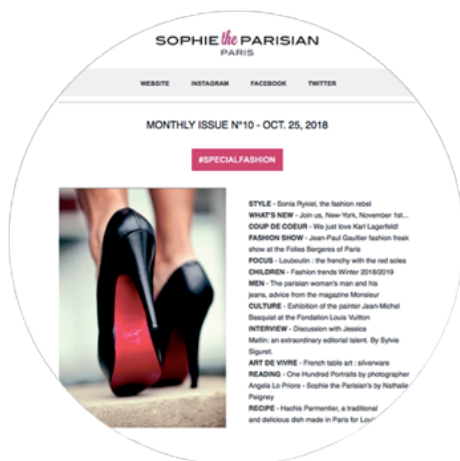 SOPHIE the PARISIAN
PARIS
WEBSITE INSTAGRAM FACEBOOK TWITTER
MONTHLY ISSUE N°10 - OCT. 25, 2018
#SPECIALFASHION
STYLE - Sonia Rykiel, the fashion rebel
WHAT'S NEW - Join us, New-York, November 1st...
COUP DE COEUR - We just love Karl Lagerfeld!
FASHION SHOW - Jean-Paul Gaultier fashion freak
show at the Folies Bergeres of Paris
FOCUS - Louboutin : the frenchy with the red soles
CHILDREN - Fashion trends Winter 2018/2019
MEN - The parisian woman's man and his
jeans, advice from the magazine Monsieur
CULTURE - Exhibition of the painter Jean-Michel
Basquiat at the Fondation Louis Vuitton
INTERVIEW - Discussion with Jessica
Matlin: an extraordinary editorial talent. By Sylvie
Siguret.
ART DE VIVRE - French table art : silverware
READING - One Hundred Portraits by photographer
Angela Lo Priore - Sophie the Parisian's by Nathalie
Peigney
RECIPE - Hachis Parmentier, a traditional
and delicious dish made in Paris for